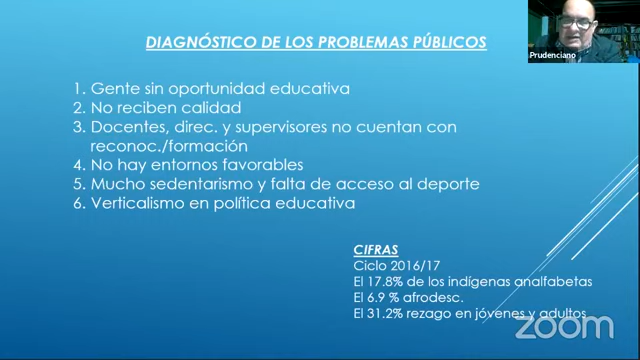 DIAGNÓSTICO DE LOS PROBLEMAS PÚBLICOS
Prudenciano
1. Gente sin oportunidad educativa
2. No reciben calidad
3. Docentes, direc. y supervisores no cuentan con
reconoc./formación
4. No hay entornos favorables
5. Mucho sedentarismo y falta de acceso al deporte
6. Verticalismo en política educativa
CIFRAS
Ciclo 2016/17
El 17.8% de los indígenas analfabetas
El 6.9 % afrodesc.
El 31.2% rezago en jóvenes y adultos
zoom